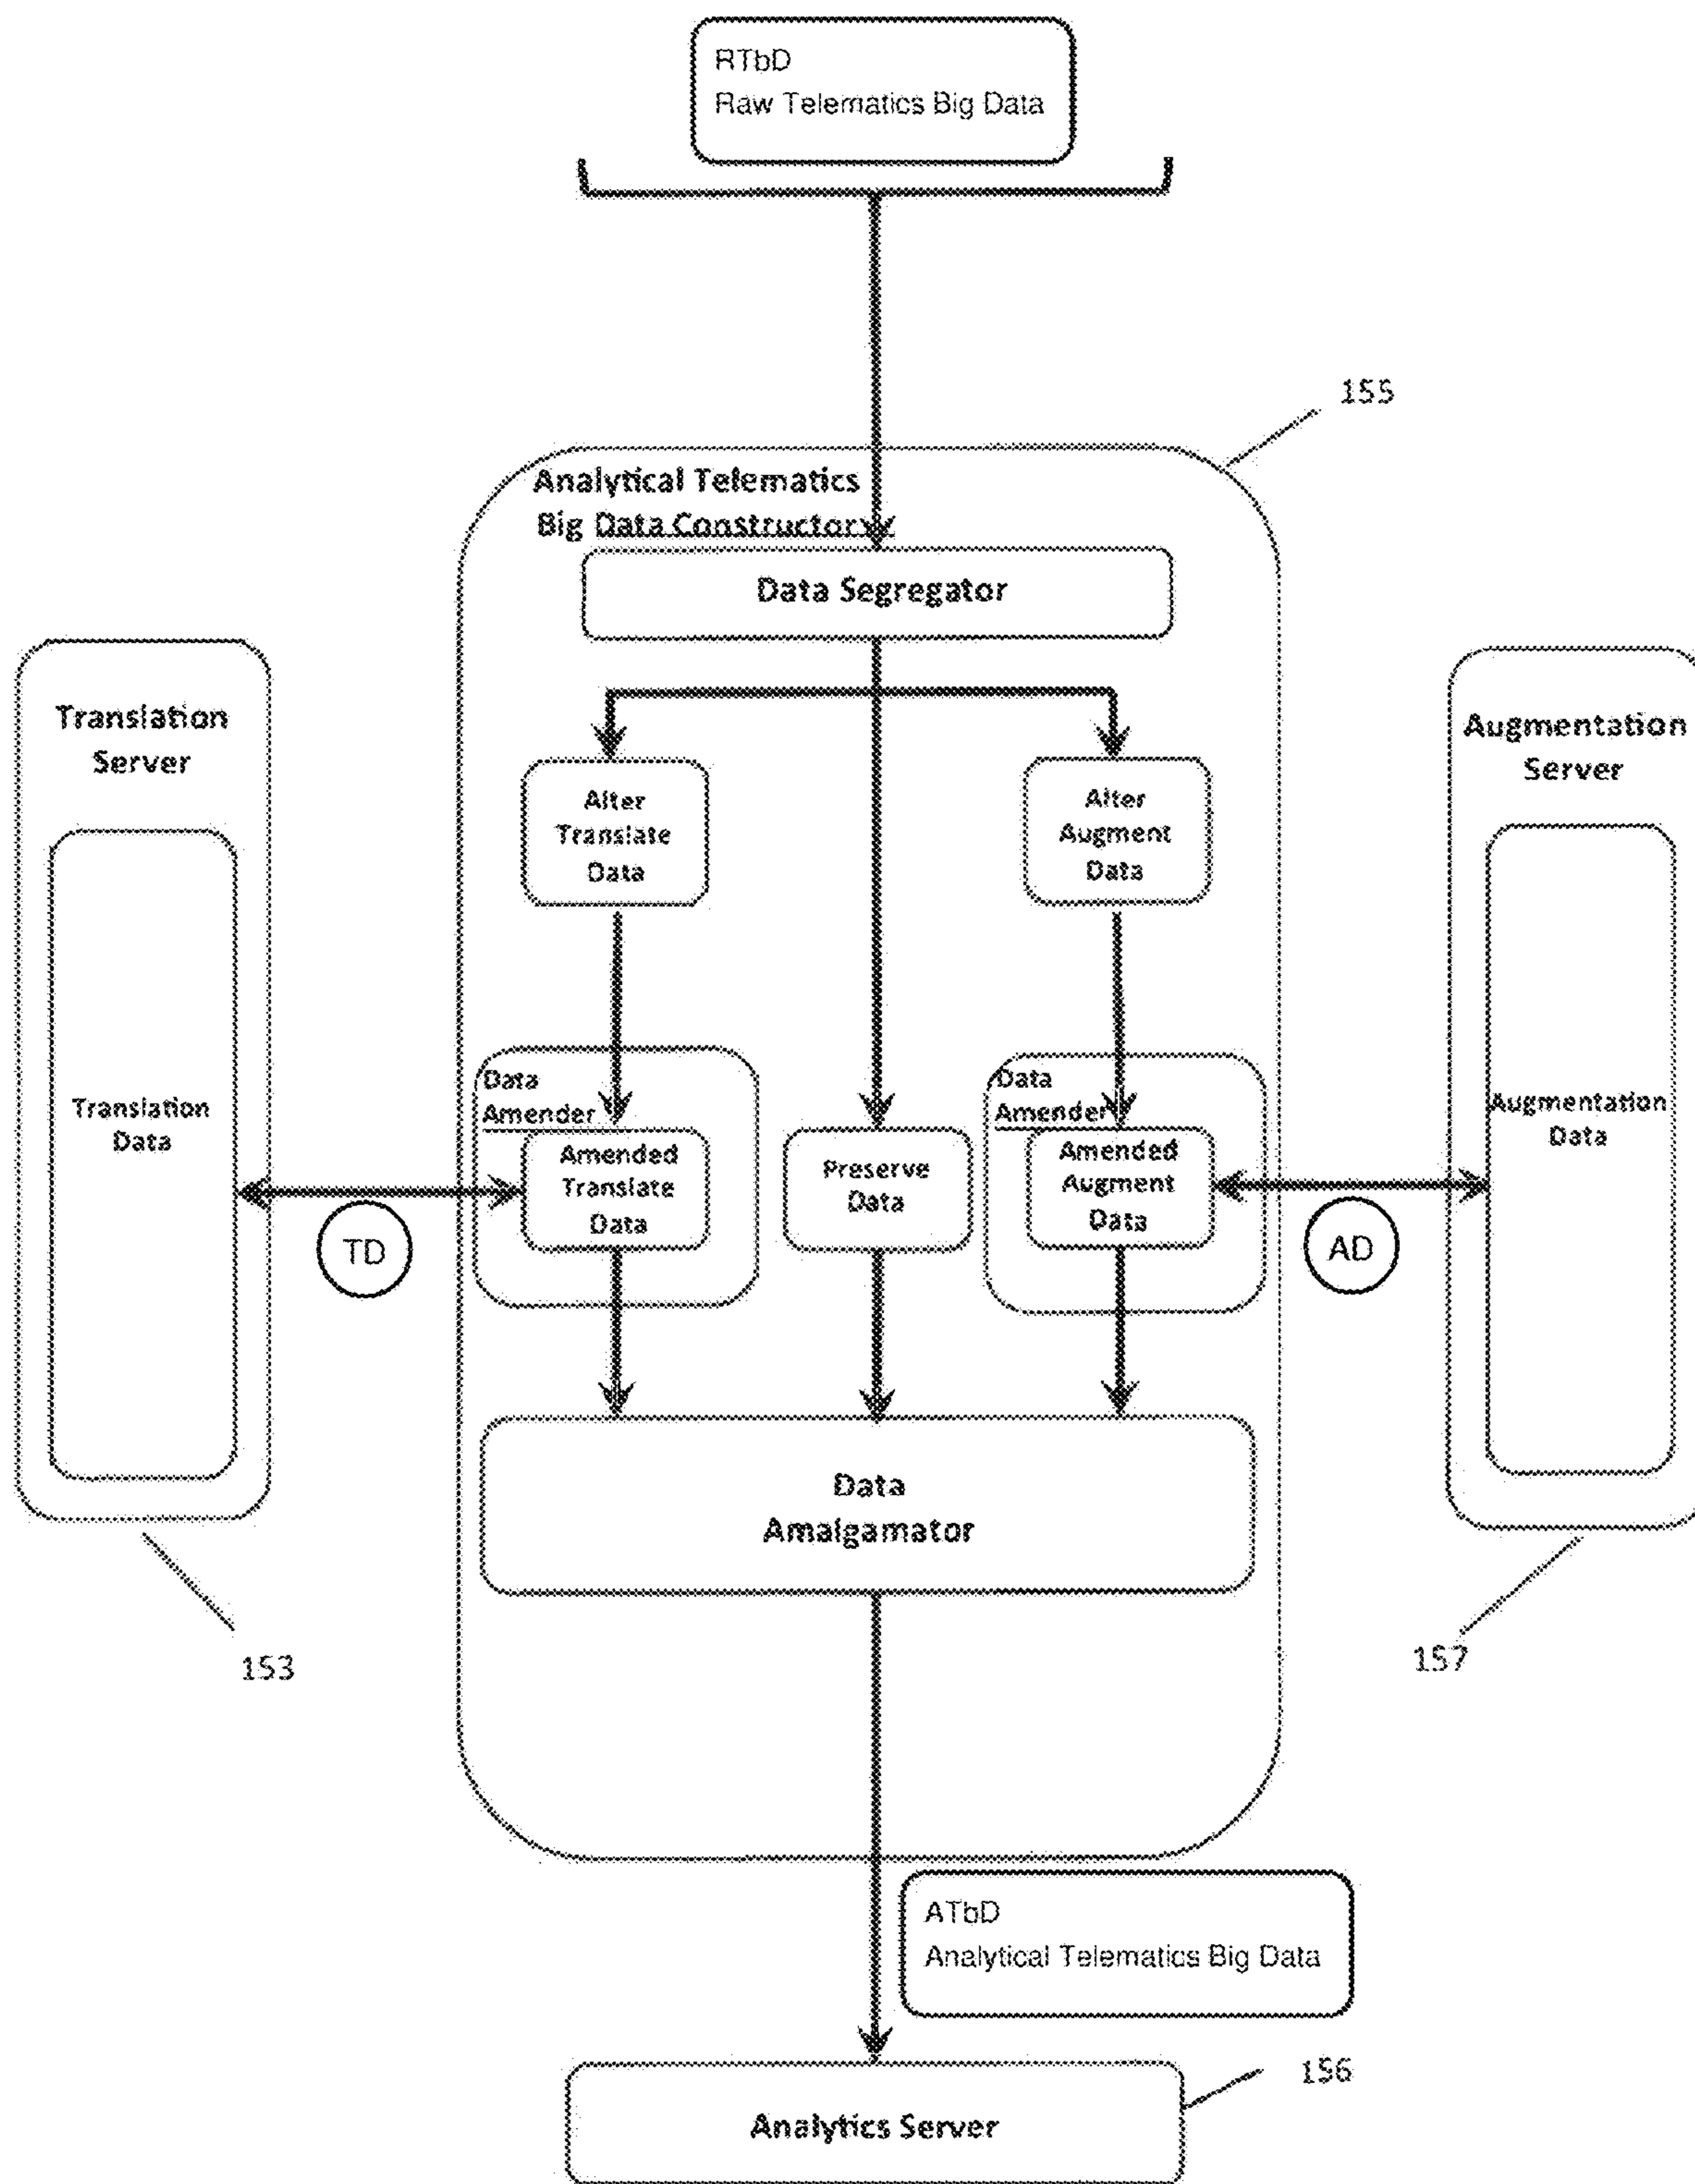 RTbD
Raw Telematics Big Data
155
Analytical Telematics
Big Data Constructor
Data Segregator
Translation
Server
Augmentation
Server
Alter
Translate
Data
Alter
Augment
Data
Translation
Data
Data
Amender
Amended
Translate
Data
Preserve
Data
Data
Amender
Amended
Augment
Data
Augmentation
Data
TD
AD
Data
Amalgamator
153
157
ATbD
Analytical Telematics Big Data
156
Analytics Server